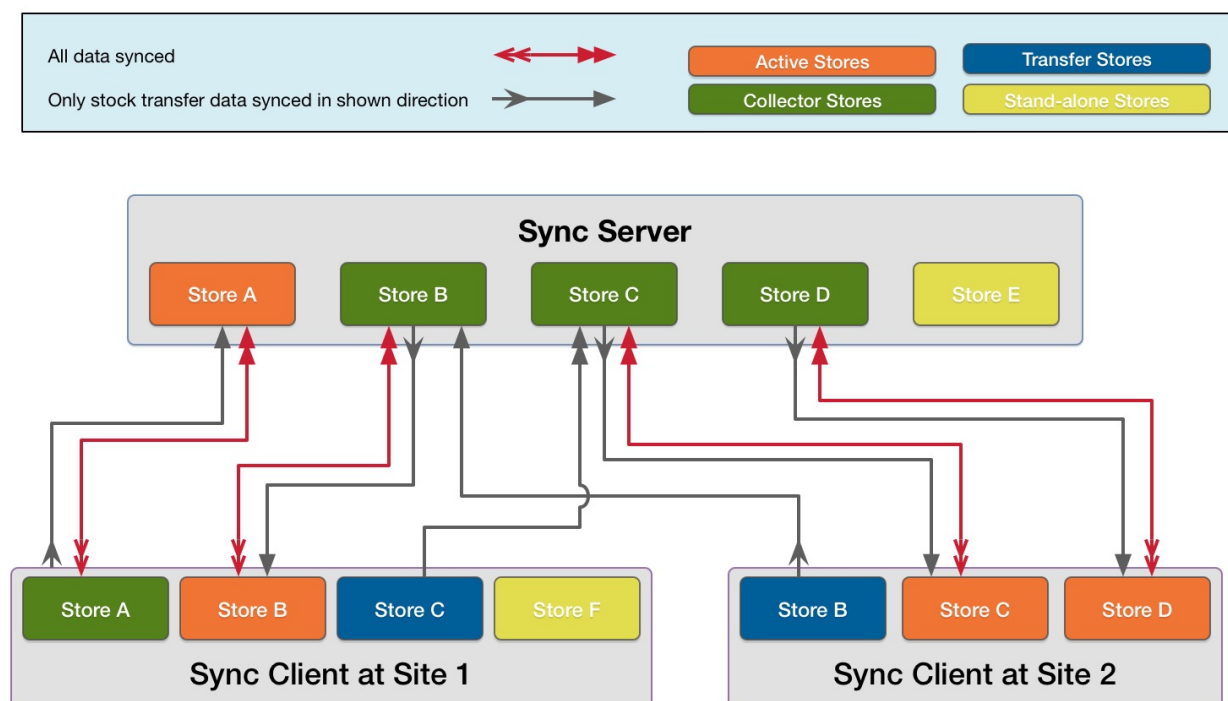 All data synced
Only stock transfer data synced in shown direction
Active Stores
Transfer Stores
Collector Stores
Stand-alone Stores
Sync Server
Store A
Store B
Store C
Store D
Store E
Store A
Store B
Store C
Store F
Sync Client at Site 1
Store B
Store C
Store D
Sync Client at Site 2